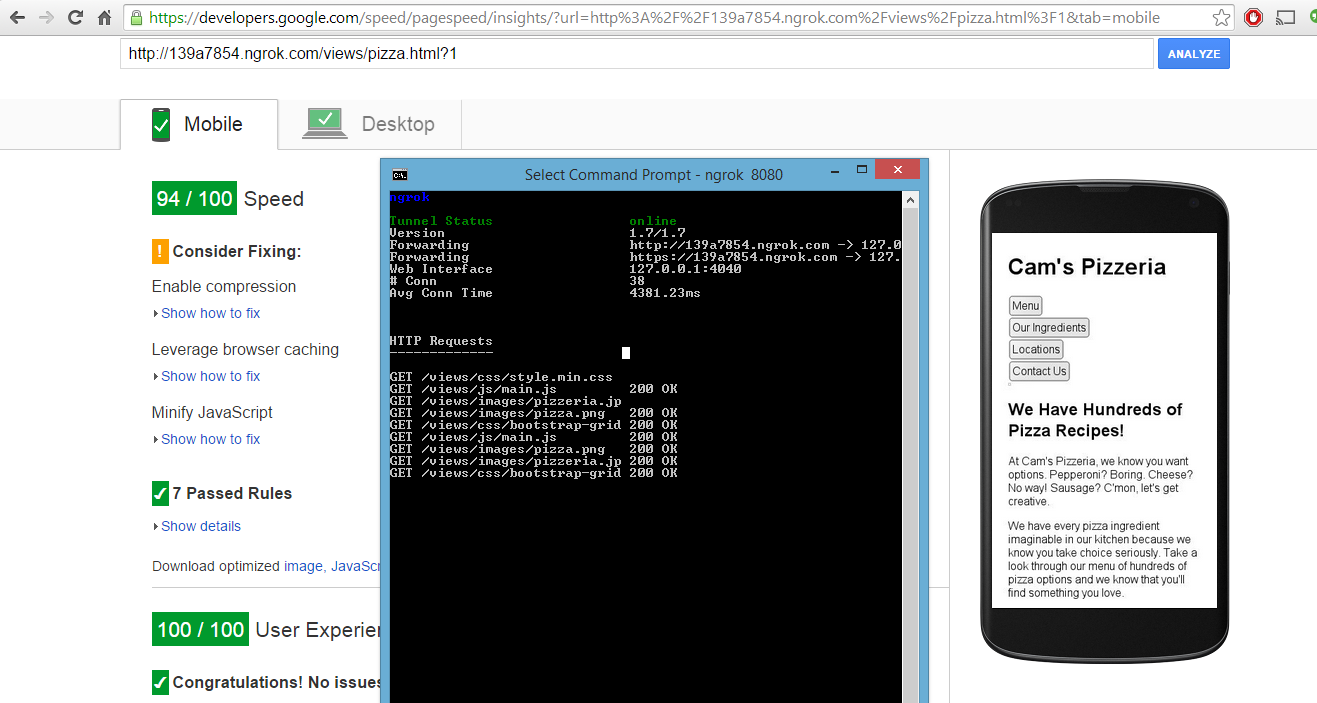 https://developers.google.com/speed/pagespeed/insights/?url=http%3A%2F%2F139a7854.ngrok.com%2Fviews%2Fpizza.html%3F1&tab=mobile
http://139a7854.ngrok.com/views/pizza.html?1
ANALYZE
Mobile
Desktop
94 / 100 Speed
! Consider Fixing:
Enable compression
Show how to fix
Leverage browser caching
Show how to fix
Minify JavaScript
Show how to fix
7 Passed Rules
Show details
Download optimized image, JavaScr
100 / 100 User Experier
Congratulations! No issues
Select Command Prompt - ngrok 8080
ngrok
Tunnel Status online
Version 1.7/1.7
Forwarding http://139a7854.ngrok.com -> 127.0
Forwarding https://139a7854.ngrok.com -> 127.
Web Interface 127.0.0.1:4040
# Conn 38
Avg Conn Time 4381.23ms
HTTP Requests
-------------
GET /views/css/style.min.css
GET /views/js/main.js 200 OK
GET /views/images/pizzeria.jp
GET /views/images/pizza.png 200 OK
GET /views/css/bootstrap-grid 200 OK
GET /views/js/main.js 200 OK
GET /views/images/pizza.png 200 OK
GET /views/images/pizzeria.jp 200 OK
GET /views/css/bootstrap-grid 200 OK
Cam's Pizzeria
Menu
Our Ingredients
Locations
Contact Us
We Have Hundreds of
Pizza Recipes!
At Cam's Pizzeria, we know you want
options. Pepperoni? Boring. Cheese?
No way! Sausage? C'mon, let's get
creative.
We have every pizza ingredient
imaginable in our kitchen because we
know you take choice seriously. Take a
look through our menu of hundreds of
pizza options and we know that you'll
find something you love.